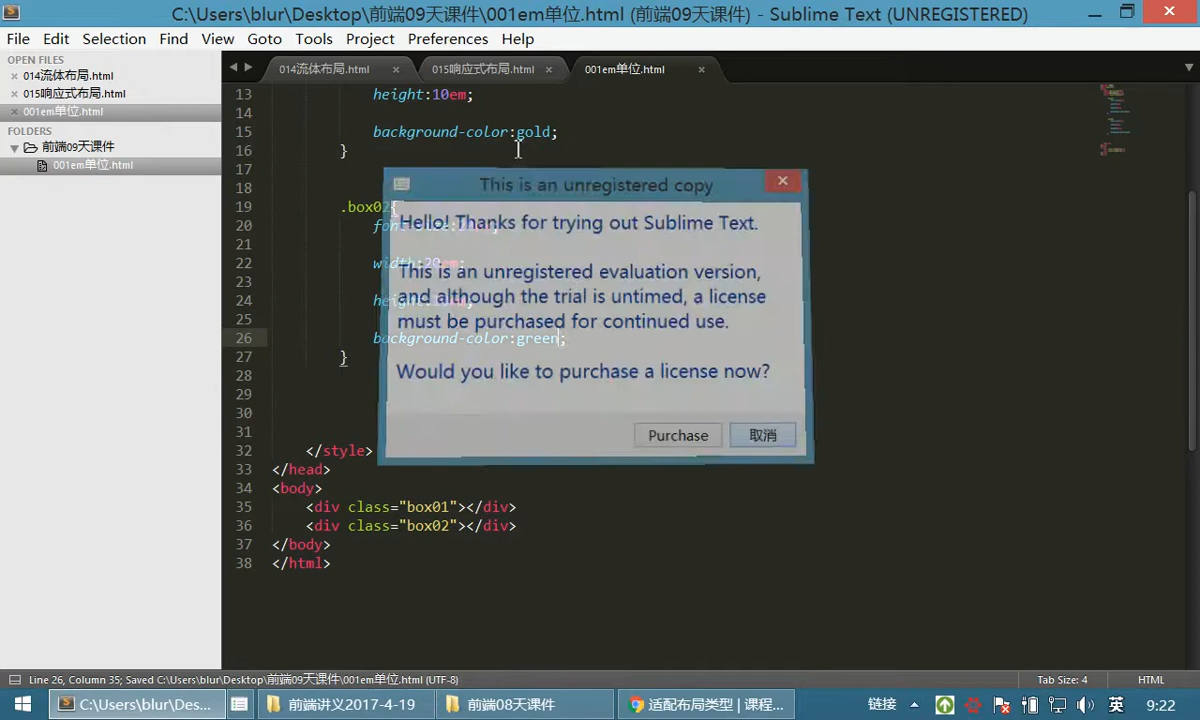 C:\Users\blur\Desktop\前端09天课件\001em单位.html (前端09天课件) - Sublime Text (UNREGISTERED)
File Edit Selection Find View Goto Tools Project Preferences Help
OPEN FILES
014流体布局.html
015响应式布局.html
001em单位.html
FOLDERS
前端09天课件
001em单位.html
014流体布局.html
015响应式布局.html
001em单位.html
13 height:10em;
14
15 background-color:gold;
16 }
17
18
19 .box02{
20
21
22 width:20em;
23
24
25
26 background-color:green;
27 }
28
29
30
31
32 </style>
33 </head>
34 <body>
35 <div class="box01"></div>
36 <div class="box02"></div>
37 </body>
38 </html>
This is an unregistered copy
Hello! Thanks for trying out Sublime Text.
This is an unregistered evaluation version,
and although the trial is untimed, a license
must be purchased for continued use.
Would you like to purchase a license now?
Purchase 取消
Line 26, Column 35; Saved C:\Users\blur\Desktop\前端09天课件\001em单位.html (UTF-8)
Tab Size: 4
HTML
C:\Users\blur\Des...
前端讲义2017-4-19
前端08天课件
适配布局类型 | 课程...
链接
英
9:22